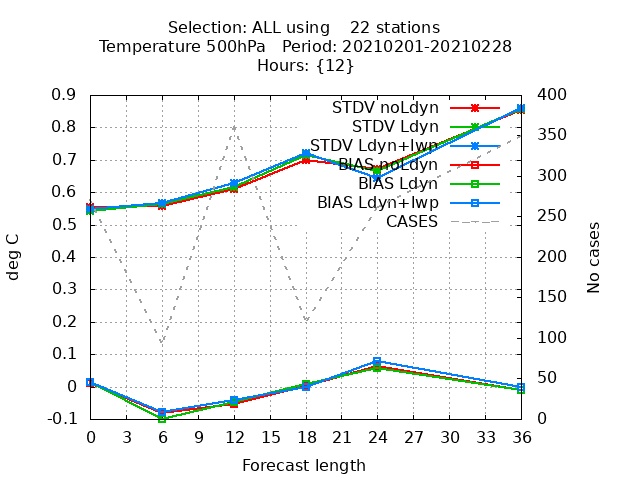 Selection: ALL using 22 stations
Temperature 500hPa Period: 20210201-20210228
Hours: {12}
0.9
0.8
0.7
0.6
0.5
0.4
0.3
0.2
0.1
0
-0.1
deg C
STDV noLdyn
STDV Ldyn
STDV Ldyn+lwp
BIAS noLdyn
BIAS Ldyn
BIAS Ldyn+lwp
CASES
400
350
300
250
200
150
100
50
0
No cases
0 3 6 9 12 15 18 21 24 27 30 33 36
Forecast length